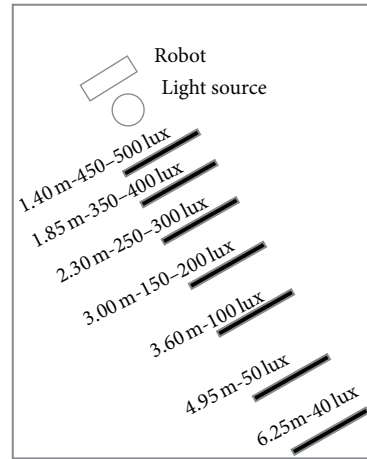 Robot
Light source
1.40 m-450–500 lux
1.85 m-350–400 lux
2.30 m-250–300 lux
3.00 m-150–200 lux
3.60 m-100 lux
4.95 m-50 lux
6.25 m-40 lux